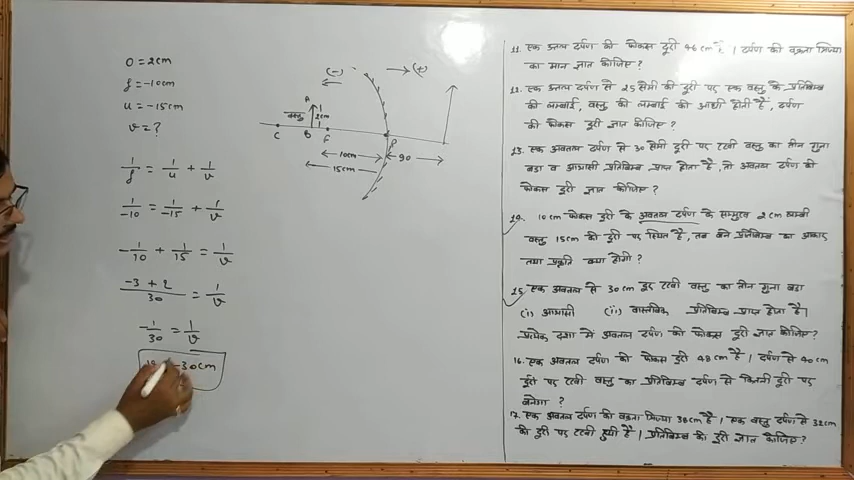 O = 2cm
f = -10cm
u = -15cm
v = ?
1/f = 1/u + 1/v
1/-10 = 1/-15 + 1/v
-1/10 + 1/15 = 1/v
-3 + 2/30 = 1/v
-1/30 = 1/v
-30cm
(-)
(+)
A
वस्तु
2cm
C
B
F
P
10cm
90
15cm
11. एक अवतल दर्पण की फोकस दूरी 46 cm है | दर्पण की वक्रता त्रिज्या
का मान ज्ञात कीजिए ?
12. एक दर्पण से 25 सेमी की दूरी पर एक वस्तु के प्रतिबिम्ब
की लम्बाई, वस्तु की लम्बाई की आधी होती है, दर्पण
की फोकस दूरी ज्ञात कीजिए ?
13. एक अवतल दर्पण से 30 सेमी दूरी पर रखी वस्तु का तीन गुना
बड़ा व आभासी प्रतिबिम्ब प्राप्त होता है, तो अवतल दर्पण की
फोकस दूरी ज्ञात कीजिए ?
14. 10 cm फोकस दूरी के अवतल दर्पण के सम्मुख 2 cm लम्बी
वस्तु 15cm की दूरी पर स्थित है, तब बने प्रतिबिम्ब का आकार
तथा प्रकृति क्या होगी ?
15. एक अवतल से 30 cm दूर रखी वस्तु का तीन गुना बड़ा
(i) आभासी (ii) वास्तविक प्रतिबिम्ब प्राप्त होता है |
प्रत्येक दशा में अवतल दर्पण की फोकस दूरी ज्ञात कीजिए ?
16. एक अवतल दर्पण की फोकस दूरी 48 cm है | दर्पण से 40 cm
दूरी पर रखी वस्तु का प्रतिबिम्ब दर्पण से कितनी दूरी पर
बनेगा ?
17. एक अवतल दर्पण की वक्रता त्रिज्या 38 cm है | एक वस्तु दर्पण से 32 cm
की दूरी पर रखी हुयी है | प्रतिबिम्ब की दूरी ज्ञात कीजिए ?